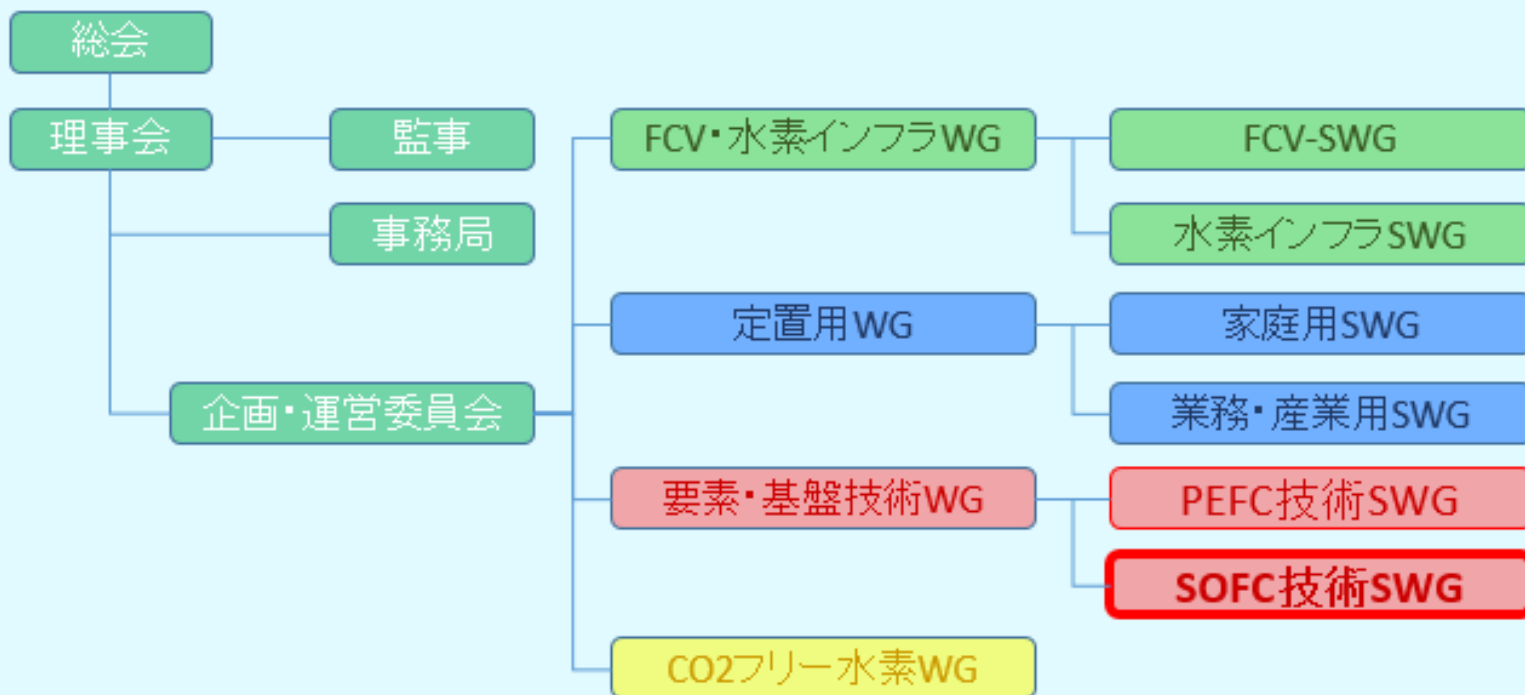 総会
理事会
監事
事務局
企画・運営委員会
FCV・水素インフラWG
FCV-SWG
水素インフラSWG
定置用WG
家庭用SWG
業務・産業用SWG
要素・基盤技術WG
PEFC技術SWG
SOFC技術SWG
CO2フリー水素WG